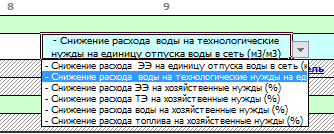 8 9
- Снижение расхода воды на технологические
нужды на единицу отпуска воды в сеть (м3/м3)
- Снижение расхода ЭЭ на единицу отпуска воды в сеть (к
- Снижение расхода воды на технологические нужды на ед
- Снижение расхода ЭЭ на хозяйственные нужды (%)
- Снижение расхода ТЭ на хозяйственные нужды (%)
- Снижение расхода воды на хозяйственные нужды (%)
- Снижение расхода топлива на хозяйственные нужды (%)